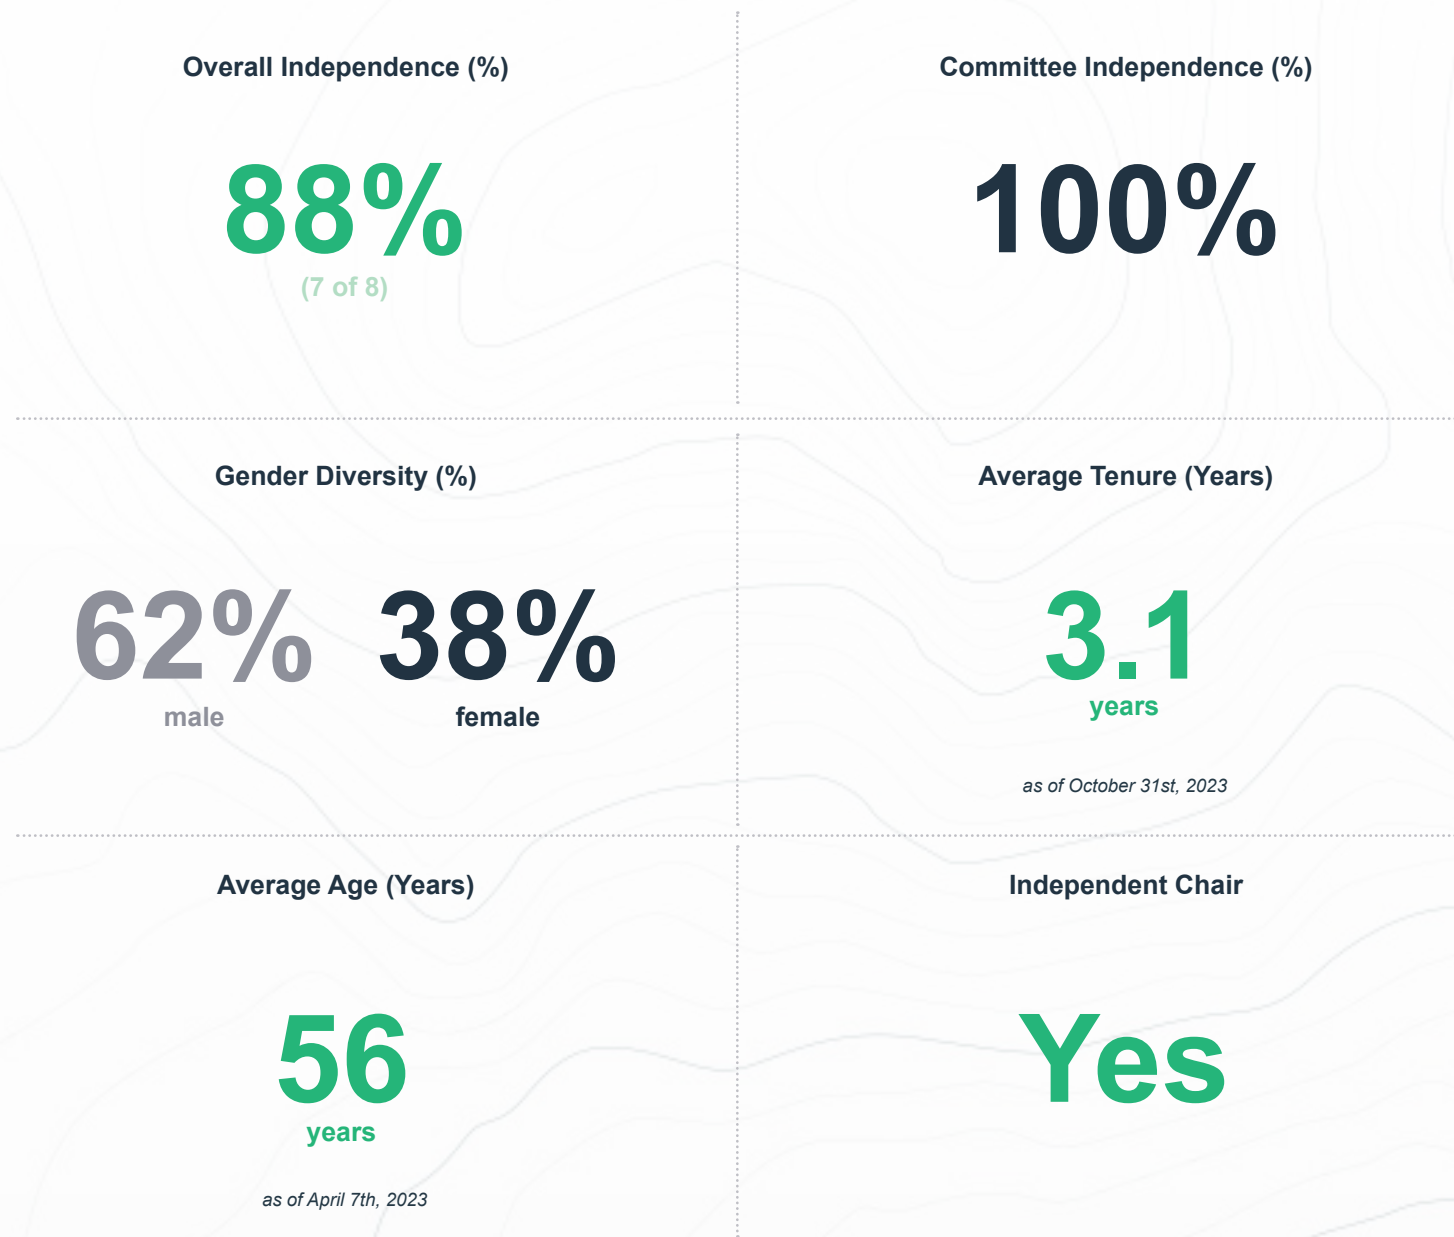 Overall Independence (%)
88%
(7 of 8)
Committee Independence (%)
100%
Gender Diversity (%)
62%
male
38%
female
Average Tenure (Years)
3.1
years
as of October 31st, 2023
Average Age (Years)
56
years
as of April 7th, 2023
Independent Chair
Yes